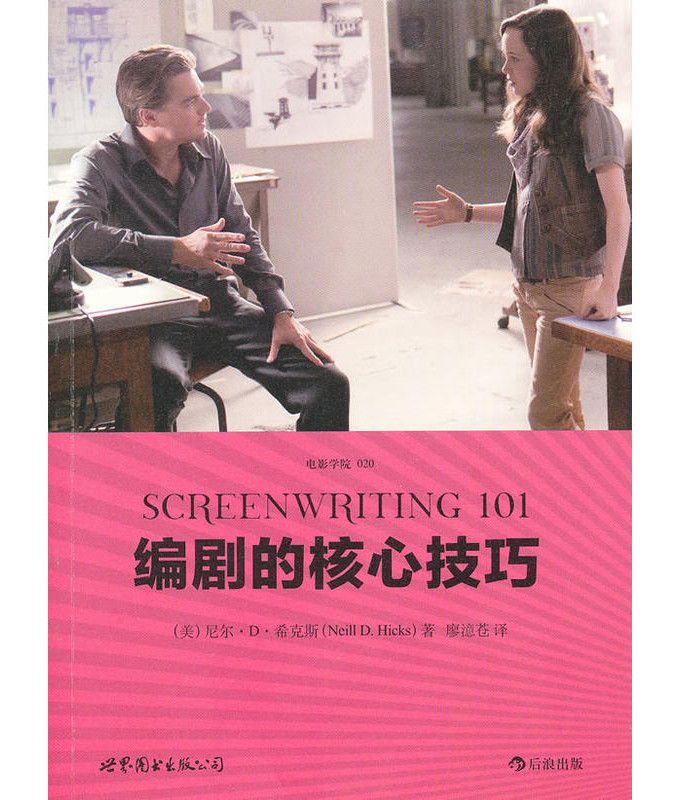 电影学院 020
SCREENWRITING 101
编剧的核心技巧
(美)尼尔·D·希克斯(Neill D. Hicks)著 廖澺苍 译
世界图书出版公司
后浪出版